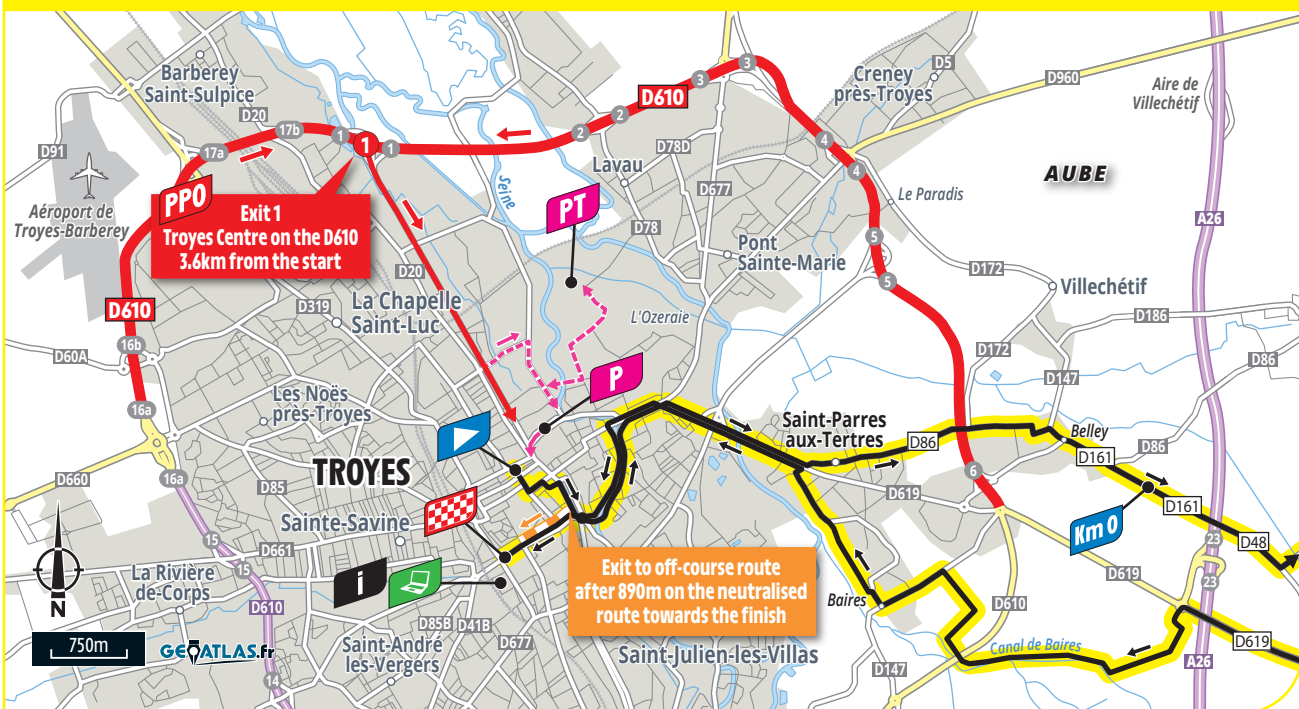 Barberey
Saint-Sulpice
D20
17b
17a
1
1
1
2
2
D610
3
3
Creney
près-Troyes
D5
D960
Aire de
Villechétif
D91
PPO
Exit 1
Troyes Centre on the D610
3.6km from the start
Aéroport de
Troyes-Barberey
D610
16b
D60A
16a
16a
Seine
PT
Lavau
D78D
D677
D78
4
4
Le Paradis
AUBE
A26
5
5
Pont
Sainte-Marie
D172
Villechétif
D186
D172
D86
D147
D20
D319
La Chapelle
Saint-Luc
L'Ozeraie
P
Les Noës
près-Troyes
TROYES
D660
D85
Saint-Parres
aux-Tertres
D86
Belley
D161
D86
D619
6
Km 0
D161
D48
23
23
Sainte-Savine
15
15
D661
i
La Rivière
de-Corps
D610
Exit to off-course route
after 890m on the neutralised
route towards the finish
Baires
D619
D610
D619
Canal de Baires
A26
D147
D85B
D41B
D677
Saint-André
les-Vergers
Saint-Julien-les-Villas
14
N
750m
GEOATLAS.fr